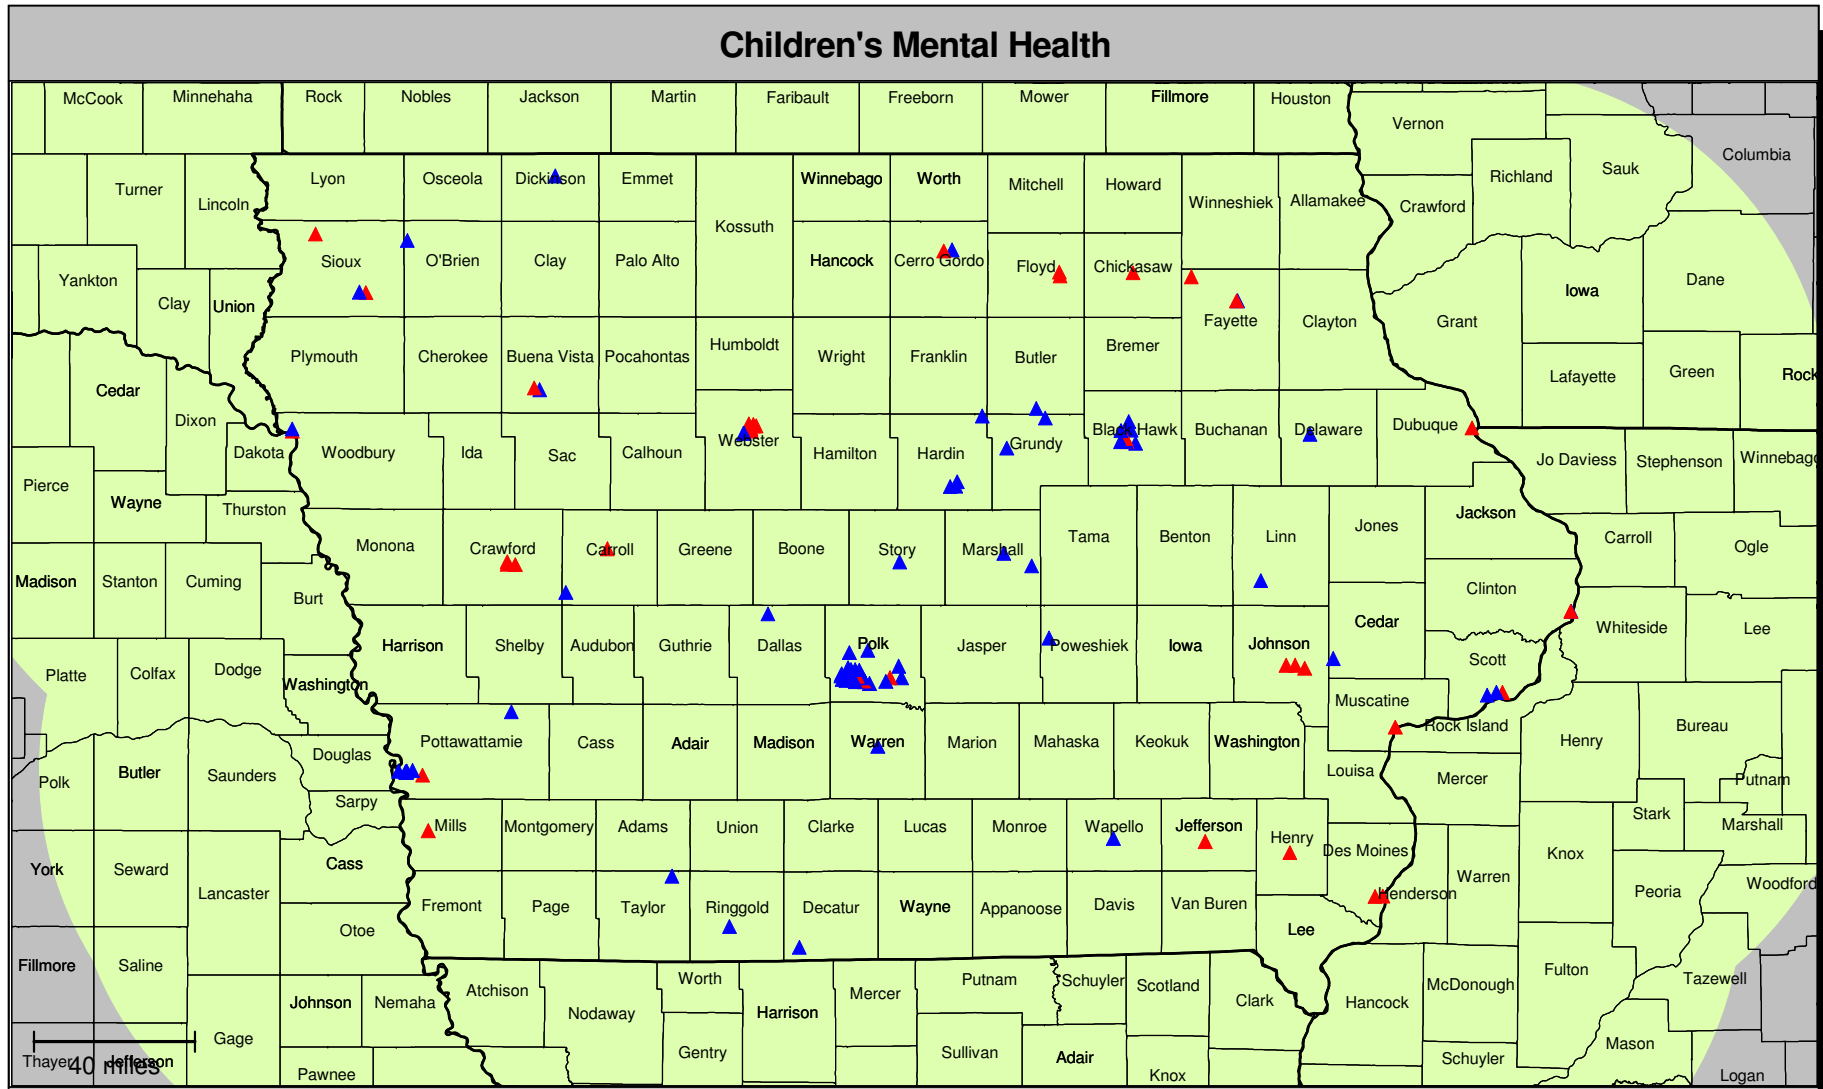 Children's Mental Health
McCook Minnehaha Rock Nobles Jackson Martin Faribault Freeborn Mower Fillmore Houston
Vernon
Columbia
Turner Lincoln Lyon Osceola Dickinson Emmet Winnebago Worth Mitchell Howard Winneshiek Allamakee Crawford Richland Sauk
Kossuth
Yankton Clay Union Sioux O'Brien Clay Palo Alto Hancock Cerro Gordo Floyd Chickasaw Iowa Dane
Fayette Clayton Grant
Cedar Dixon Plymouth Cherokee Buena Vista Pocahontas Humboldt Wright Franklin Butler Bremer Lafayette Green Rock
Dakota Woodbury Ida Sac Calhoun Webster Hamilton Hardin Grundy Black Hawk Buchanan Delaware Dubuque Jo Daviess Stephenson Winnebago
Pierce Wayne Thurston
Monona Crawford Carroll Greene Boone Story Marshall Tama Benton Linn Jones Jackson Carroll Ogle
Madison Stanton Cuming Burt Clinton
Harrison Shelby Audubon Guthrie Dallas Polk Jasper Poweshiek Iowa Johnson Cedar Scott Whiteside Lee
Platte Colfax Dodge Washington Muscatine
Rock Island Henry Bureau
Polk Butler Saunders Douglas Pottawattamie Cass Adair Madison Warren Marion Mahaska Keokuk Washington Louisa Mercer Putnam
Sarpy
Mills Montgomery Adams Union Clarke Lucas Monroe Wapello Jefferson Henry Des Moines Stark Marshall
York Seward Lancaster Cass Knox
Warren Peoria Woodford
Henderson
Fremont Page Taylor Ringgold Decatur Wayne Appanoose Davis Van Buren Lee
Otoe
Fillmore Saline Fulton Tazewell
Johnson Nemaha Atchison Nodaway Worth Harrison Mercer Putnam Schuyler Scotland Clark Hancock McDonough
Gage Gentry Sullivan Adair Schuyler Mason
Thayer Jefferson
40 miles
Pawnee Knox Logan